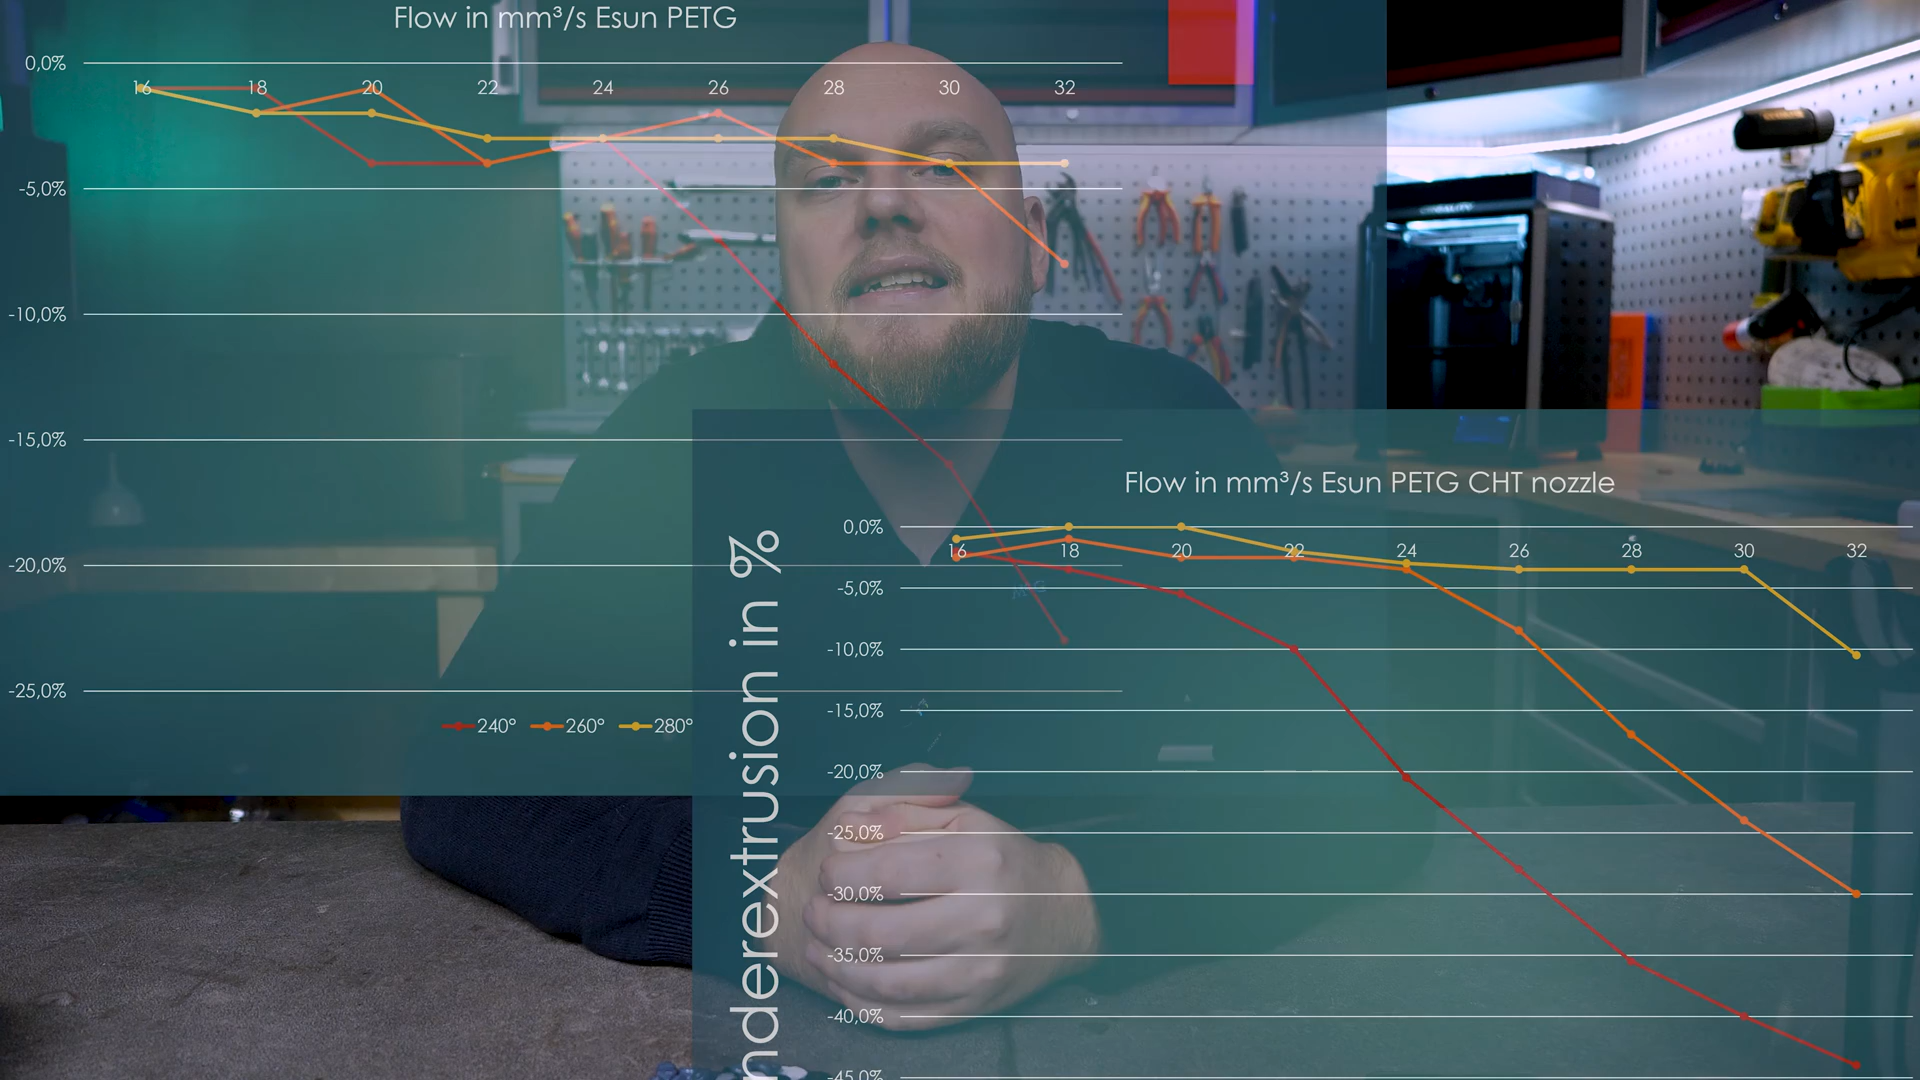 Flow in mm³/s Esun PETG
0,0%
16 18 20 22 24 26 28 30 32
-5,0%
-10,0%
-15,0%
-20,0%
-25,0%
240° 260° 280°
Flow in mm³/s Esun PETG CHT nozzle
nderextrusion in %
0,0%
16 18 20 22 24 26 28 30 32
-5,0%
-10,0%
-15,0%
-20,0%
-25,0%
-30,0%
-35,0%
-40,0%
-45,0%